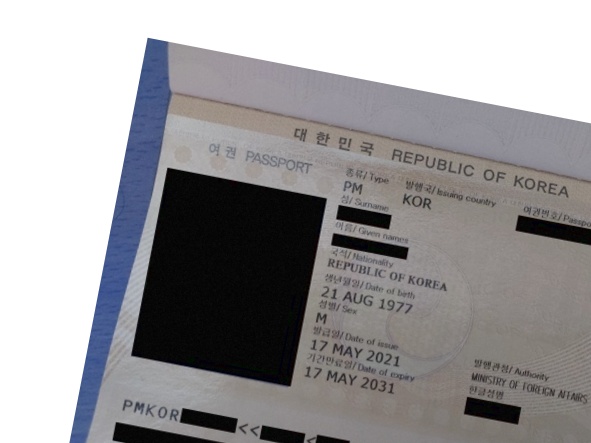 대한민국 REPUBLIC OF KOREA
여권 PASSPORT
종류/ Type 발행국/ Issuing country 여권번호/
PM KOR
성/ Surname
이름/ Given names
국적/ Nationality
REPUBLIC OF KOREA
생년월일/ Date of birth
21 AUG 1977
성별/ Sex
M
발급일/ Date of issue
17 MAY 2021
기간만료일/ Date of expiry
17 MAY 2031
발행관청/ Authority
MINISTRY OF FOREIGN AFFAIRS
한글성명
PMKOR << <